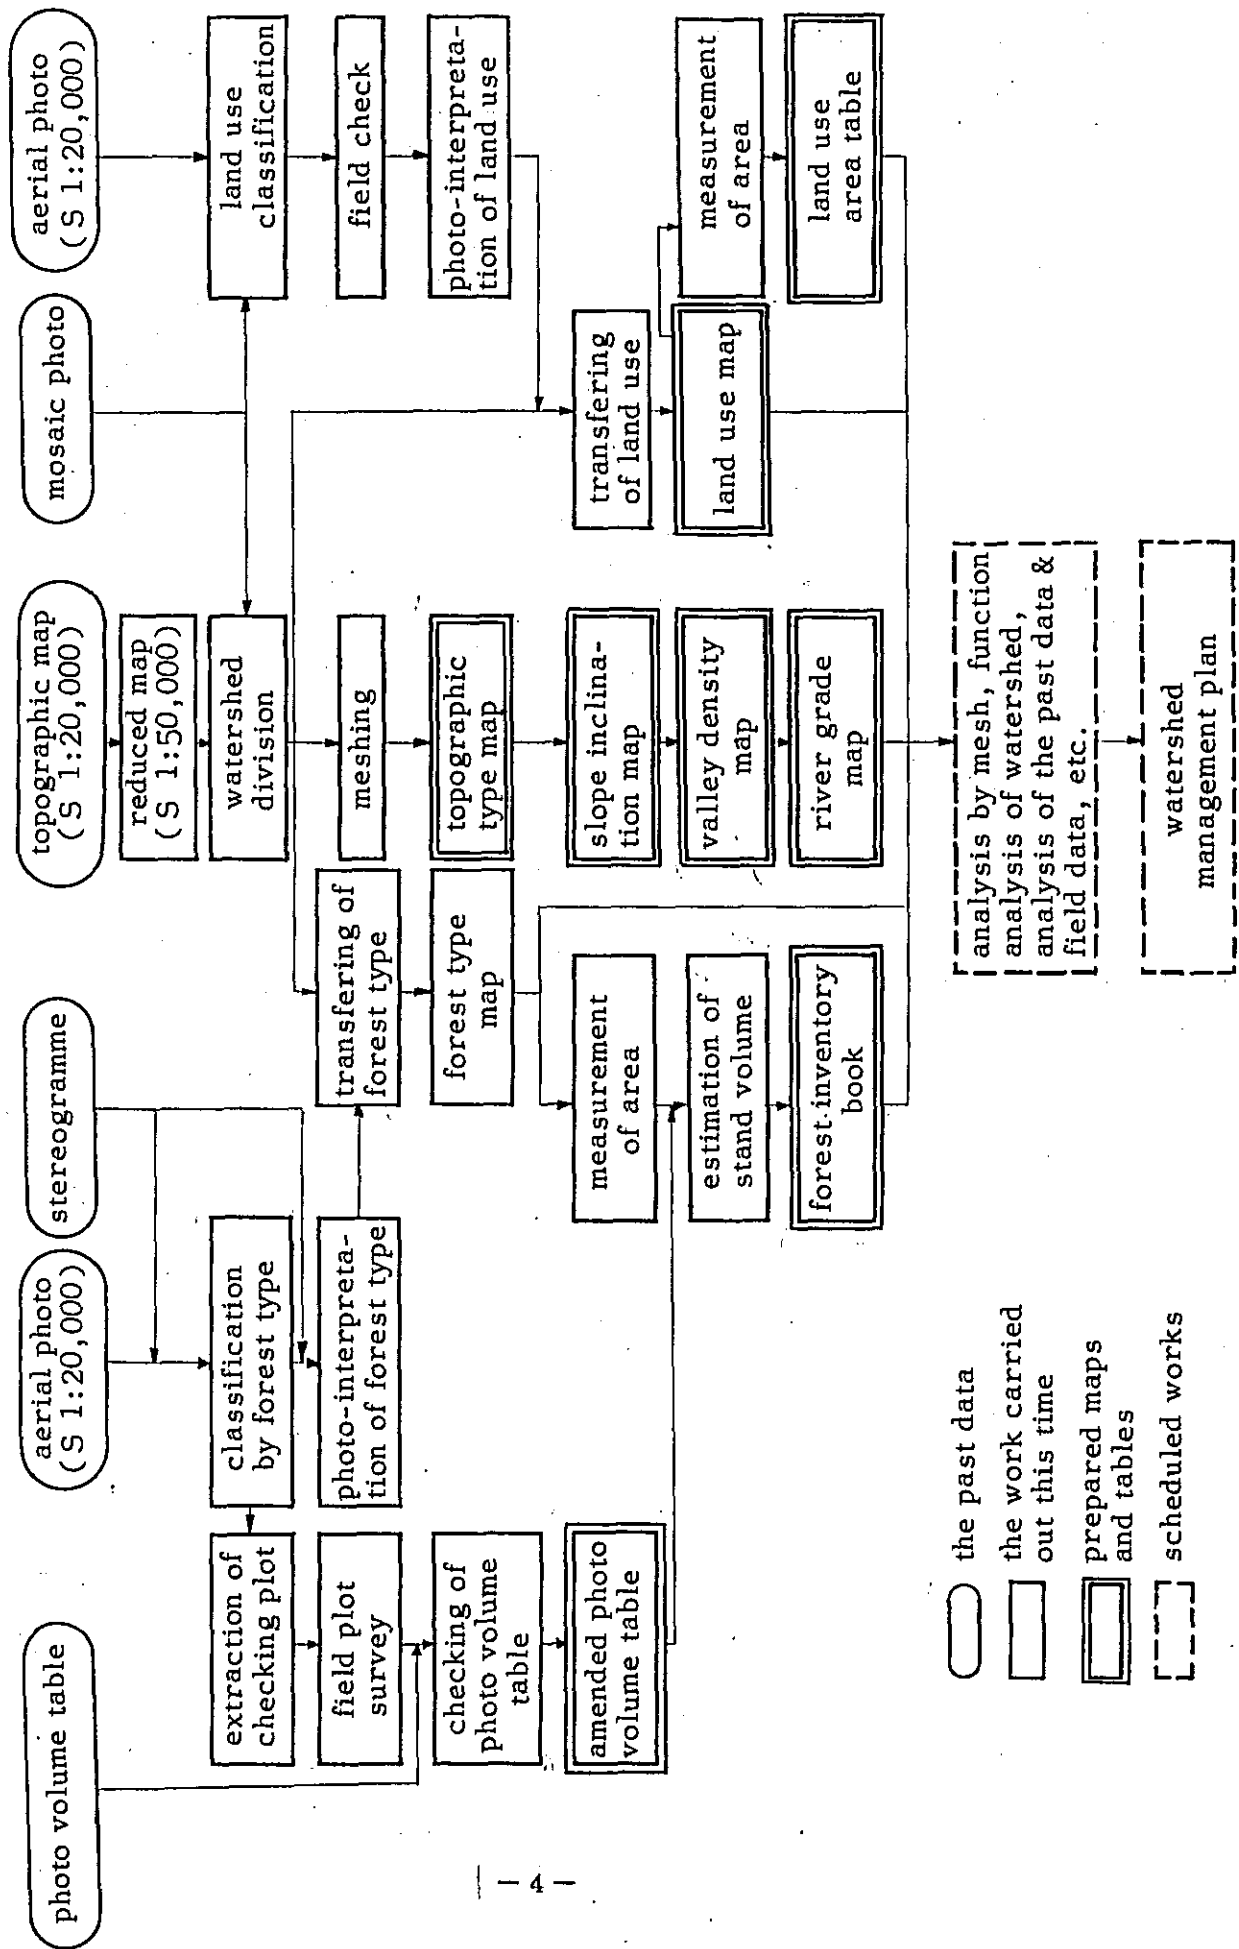 photo volume table
aerial photo
(S 1:20,000)
stereogramme
topographic map
(S 1:20,000)
mosaic photo
aerial photo
(S 1:20,000)
reduced map
(S 1:50,000)
extraction of
checking plot
classification
by forest type
watershed
division
land use
classification
field plot
survey
photo-interpreta-
tion of forest type
transfering of
forest type
meshing
field check
checking of
photo volume
table
forest type
map
topographic
type map
photo-interpreta-
tion of land use
amended photo
volume table
measurement
of area
slope inclina-
tion map
transfering
of land use
estimation of
stand volume
valley density
map
land use map
measurement
of area
forest inventory
book
river grade
map
land use
area table
analysis by mesh, function
analysis of watershed,
analysis of the past data &
field data, etc.
watershed
management plan
the past data
the work carried
out this time
prepared maps
and tables
scheduled works
— 4 —